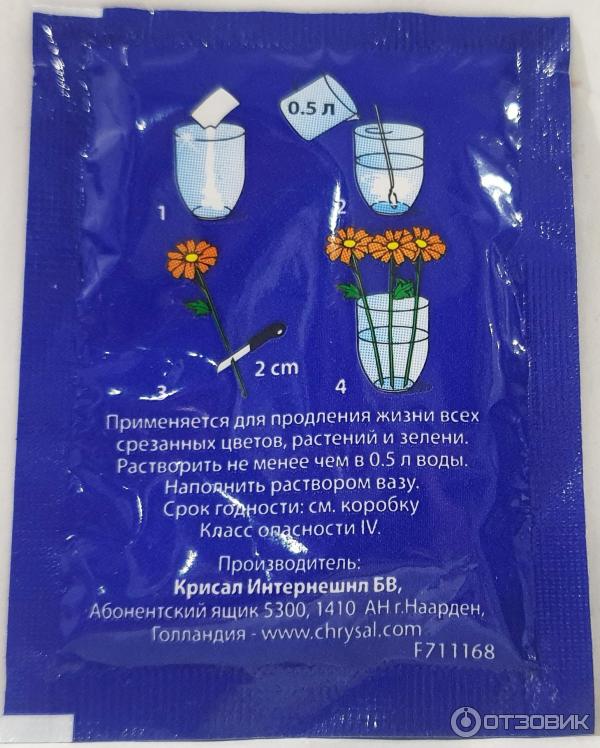 0.5 л
1
2
3
2 cm
4
Применяется для продления жизни всех
срезанных цветов, растений и зелени.
Растворить не менее чем в 0.5 л воды.
Наполнить раствором вазу.
Срок годности: см. коробку
Класс опасности IV.
Производитель:
Крисал Интернешнл БВ,
Абонентский ящик 5300, 1410 АН г.Наарден,
Голландия - www.chrysal.com
F711168
ОТЗОВИК